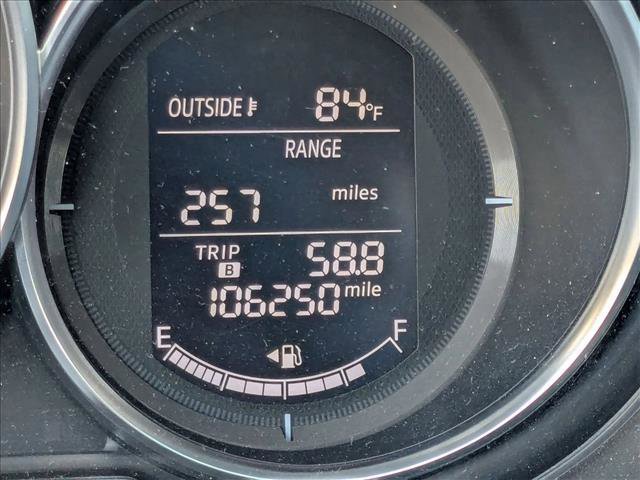 OUTSIDE 84°F
RANGE
257 miles
TRIP B 58.8
106250 mile
E F